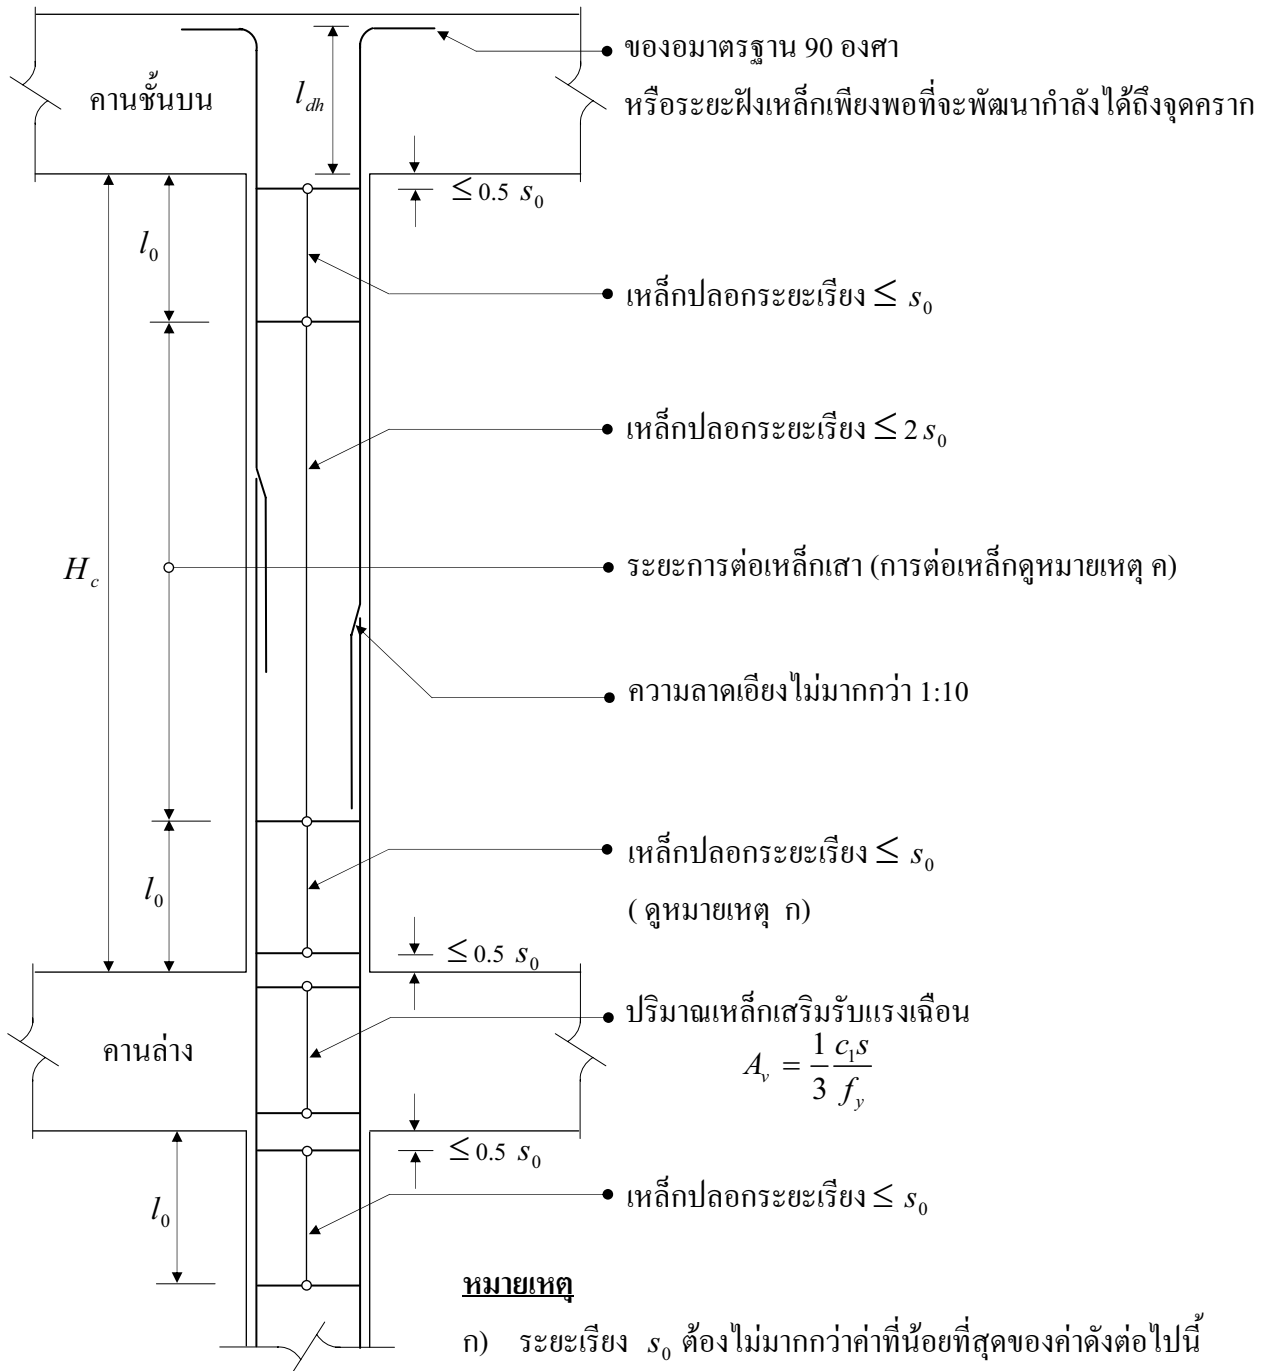 ของอมาตรฐาน 90 องศา
หรือระยะฝังเหล็กเพียงพอที่จะพัฒนากำลังได้ถึงจุดคราก
คานชั้นบน
l_dh
≤ 0.5 s_0
l_0
เหล็กปลอกระยะเรียง ≤ s_0
เหล็กปลอกระยะเรียง ≤ 2 s_0
H_c
ระยะการต่อเหล็กเสา (การต่อเหล็กดูหมายเหตุ ค)
ความลาดเอียงไม่มากกว่า 1:10
เหล็กปลอกระยะเรียง ≤ s_0
l_0
( ดูหมายเหตุ ก)
≤ 0.5 s_0
ปริมาณเหล็กเสริมรับแรงเฉือน
คานล่าง
A_v = 1/3 c_1s/f_y
≤ 0.5 s_0
เหล็กปลอกระยะเรียง ≤ s_0
l_0
หมายเหตุ
ก) ระยะเรียง s_0 ต้องไม่มากกว่าค่าที่น้อยที่สุดของค่าดังต่อไปนี้